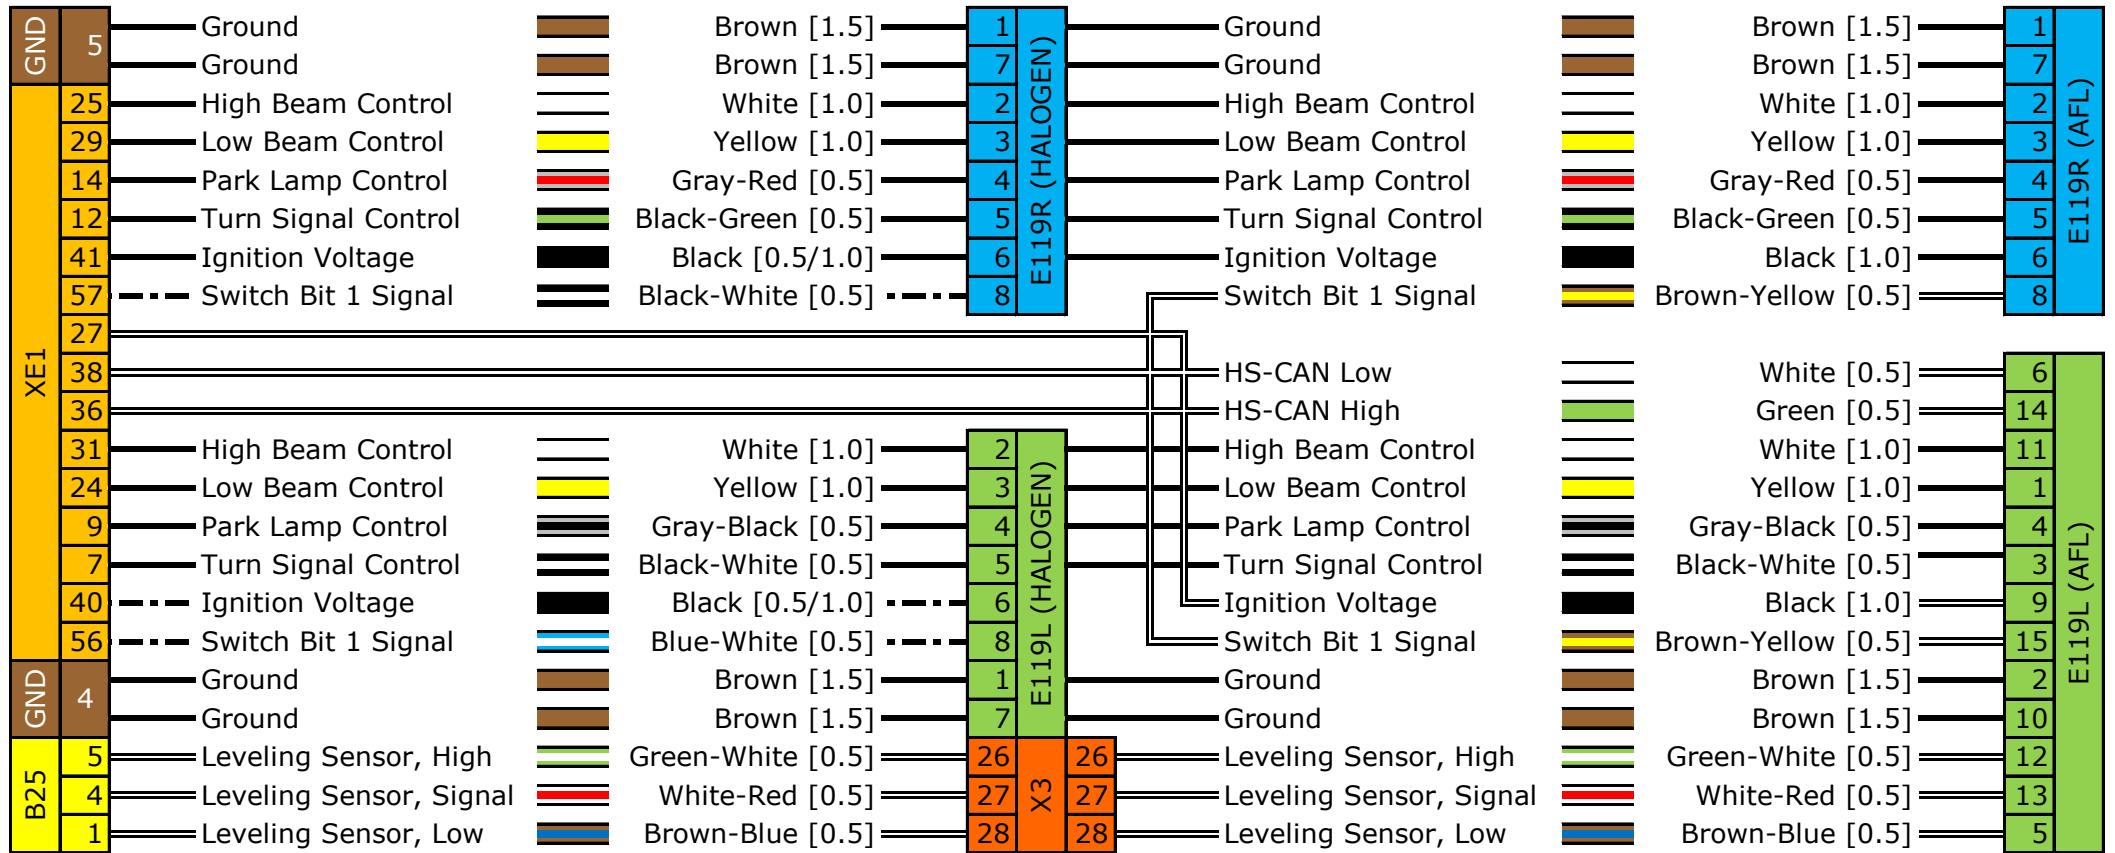 GND 5 Ground Brown [1.5] 1 Ground Brown [1.5] 1
Ground Brown [1.5] 7 Ground Brown [1.5] 7
25 High Beam Control White [1.0] 2 High Beam Control White [1.0] 2
29 Low Beam Control Yellow [1.0] 3 Low Beam Control Yellow [1.0] 3
14 Park Lamp Control Gray-Red [0.5] 4 Park Lamp Control Gray-Red [0.5] 4
12 Turn Signal Control Black-Green [0.5] 5 Turn Signal Control Black-Green [0.5] 5
41 Ignition Voltage Black [0.5/1.0] 6 Ignition Voltage Black [1.0] 6
57 Switch Bit 1 Signal Black-White [0.5] 8 Switch Bit 1 Signal Brown-Yellow [0.5] 8
E119R (HALOGEN)
E119R (AFL)
27
XE1
38 HS-CAN Low White [0.5] 6
36 HS-CAN High Green [0.5] 14
31 High Beam Control White [1.0] 2 High Beam Control White [1.0] 11
24 Low Beam Control Yellow [1.0] 3 Low Beam Control Yellow [1.0] 1
9 Park Lamp Control Gray-Black [0.5] 4 Park Lamp Control Gray-Black [0.5] 4
7 Turn Signal Control Black-White [0.5] 5 Turn Signal Control Black-White [0.5] 3
40 Ignition Voltage Black [0.5/1.0] 6 Ignition Voltage Black [1.0] 9
56 Switch Bit 1 Signal Blue-White [0.5] 8 Switch Bit 1 Signal Brown-Yellow [0.5] 15
GND 4 Ground Brown [1.5] 1 Ground Brown [1.5] 2
Ground Brown [1.5] 7 Ground Brown [1.5] 10
E119L (HALOGEN)
E119L (AFL)
B25
5 Leveling Sensor, High Green-White [0.5] 26 26 Leveling Sensor, High Green-White [0.5] 12
4 Leveling Sensor, Signal White-Red [0.5] 27 X3 27 Leveling Sensor, Signal White-Red [0.5] 13
1 Leveling Sensor, Low Brown-Blue [0.5] 28 28 Leveling Sensor, Low Brown-Blue [0.5] 5